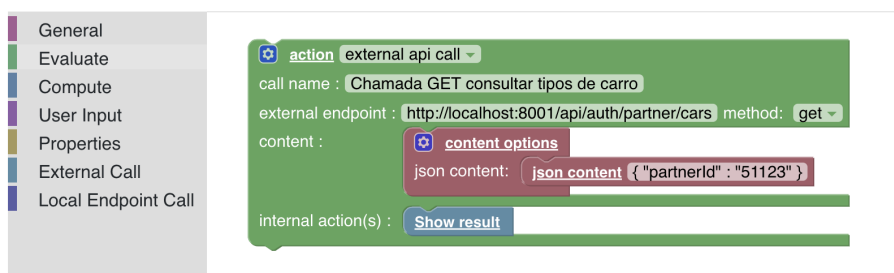 General
Evaluate
Compute
User Input
Properties
External Call
Local Endpoint Call
action external api call
call name : Chamada GET consultar tipos de carro
external endpoint : http://localhost:8001/api/auth/partner/cars method: get
content : content options
json content: json content { "partnerId" : "51123" }
internal action(s) : Show result